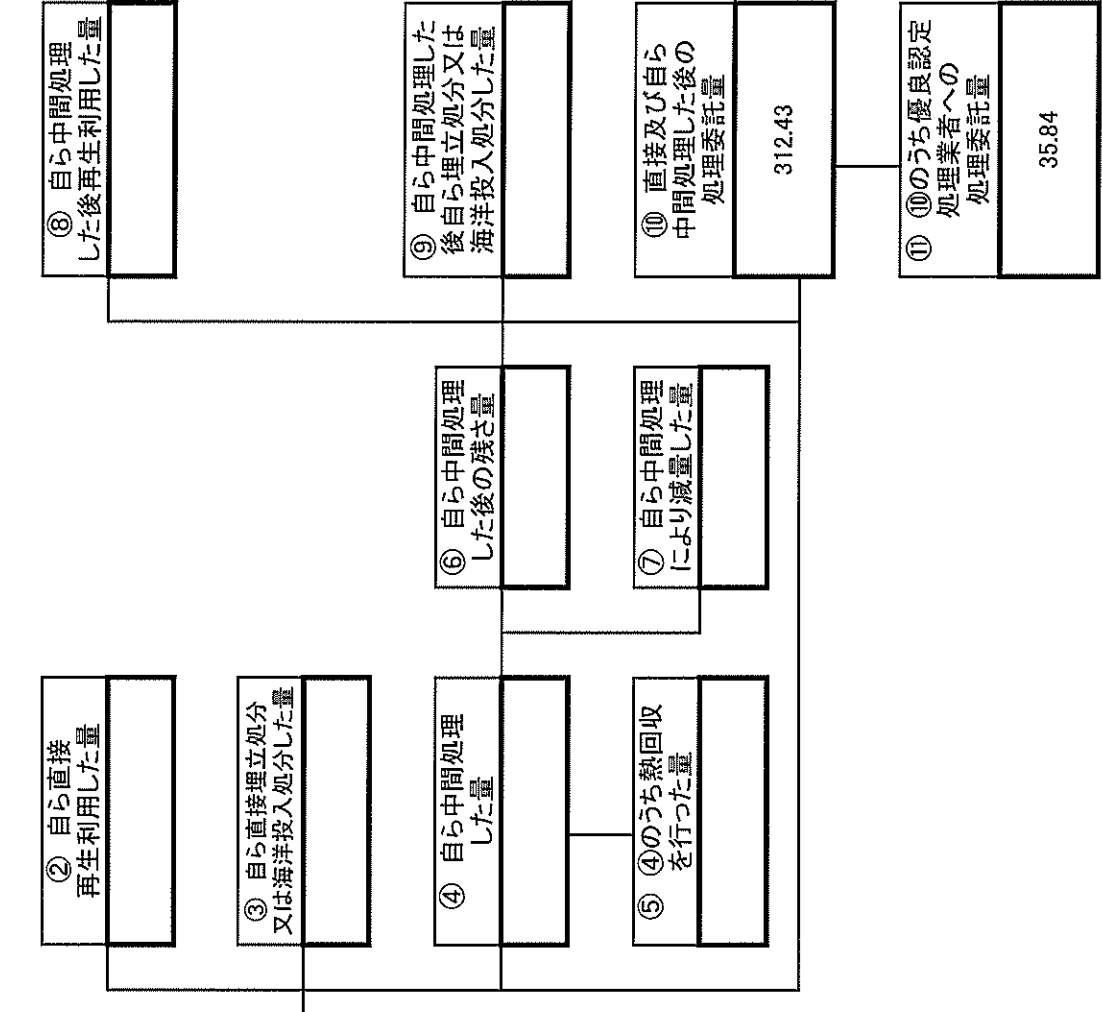 ② 自ら直接
再生利用した量
③ 自ら直接埋立処分
又は海洋投入処分した量
④ 自ら中間処理
した量
⑤ ④のうち熱回収
を行った量
⑥ 自ら中間処理
した後の残さ量
⑦ 自ら中間処理
により減量した量
⑧ 自ら中間処理
した後再生利用した量
⑨ 自ら中間処理した
後自ら埋立処分又は
海洋投入処分した量
⑩ 直接及び自ら
中間処理した後の
処理委託量
312.43
⑪ ⑩のうち優良認定
処理業者への
処理委託量
35.84